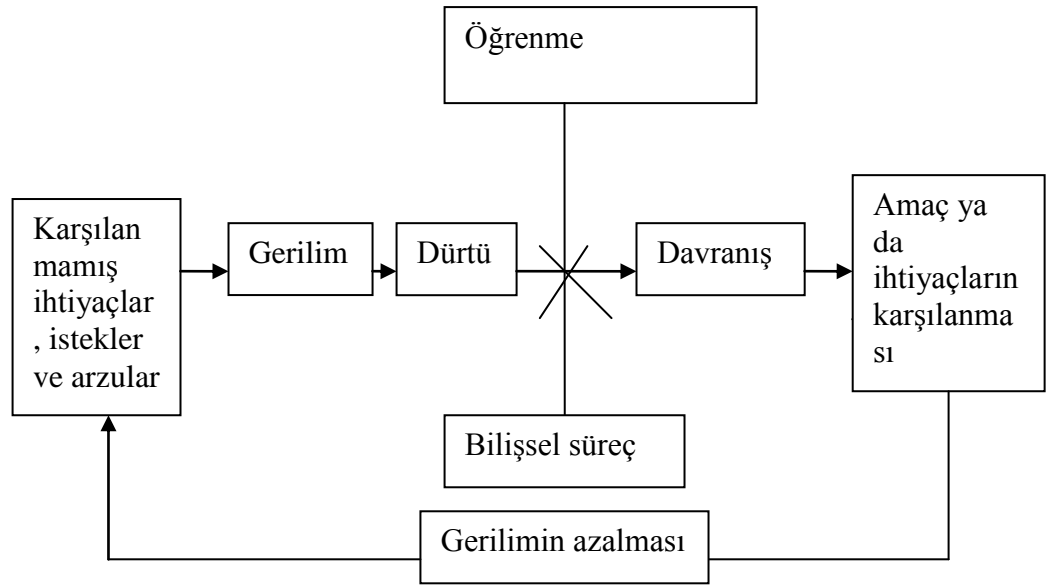 Öğrenme
Karşılan
mamış
ihtiyaçlar
, istekler
ve arzular
Gerilim
Dürtü
Davranış
Amaç ya
da
ihtiyaçların
karşılanma
sı
Bilişsel süreç
Gerilimin azalması